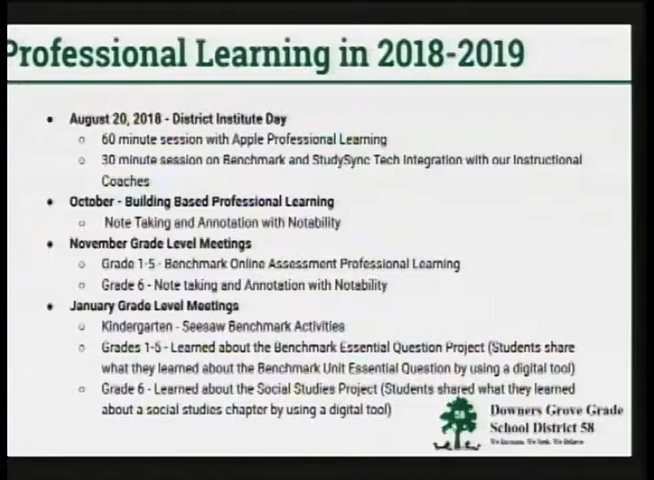 Professional Learning in 2018-2019
• August 20, 2018 - District Institute Day
○ 60 minute session with Apple Professional Learning
○ 30 minute session on Benchmark and StudySync Tech Integration with our Instructional
Coaches
• October - Building Based Professional Learning
○ Note Taking and Annotation with Notability
• November Grade Level Meetings
○ Grade 1-5 - Benchmark Online Assessment Professional Learning
○ Grade 6 - Note taking and Annotation with Notability
• January Grade Level Meetings
○ Kindergarten - Seesaw Benchmark Activities
○ Grades 1-5 - Learned about the Benchmark Essential Question Project (Students share
what they learned about the Benchmark Unit Essential Question by using a digital tool)
○ Grade 6 - Learned about the Social Studies Project (Students shared what they learned
about a social studies chapter by using a digital tool)
58
Downers Grove Grade
School District 58